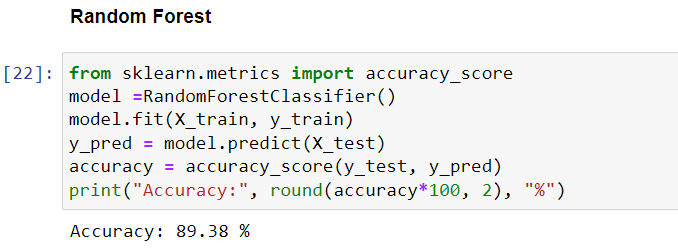 Random Forest
[22]: from sklearn.metrics import accuracy_score
model =RandomForestClassifier()
model.fit(X_train, y_train)
y_pred = model.predict(X_test)
accuracy = accuracy_score(y_test, y_pred)
print("Accuracy:", round(accuracy*100, 2), "%")
Accuracy: 89.38 %